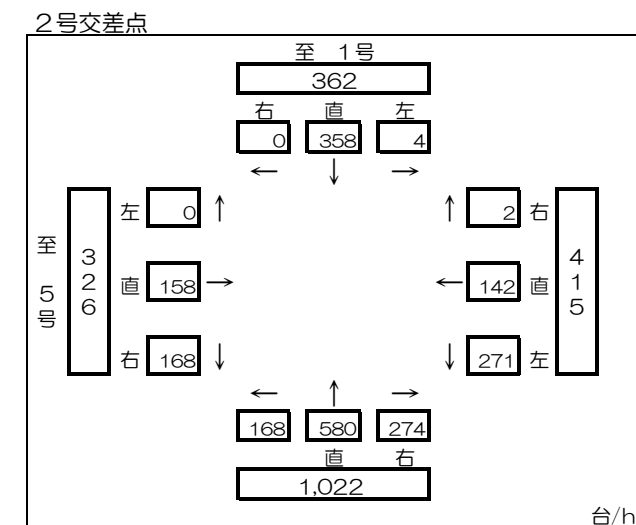 2号交差点
至 1号
362
右 直 左
0 358 4
← ↓ →
左 0 ↑ ↑ 2 右
至 5号 326 直 158 → ← 142 直 415
右 168 ↓ ↓ 271 左
← ↑ →
168 580 274
直 右
1,022
台/h